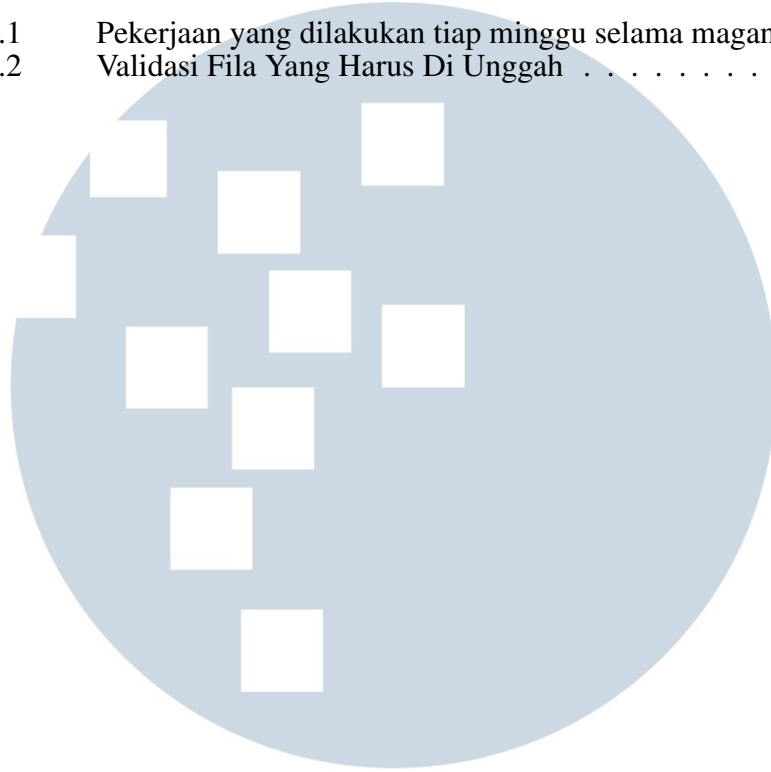 .1 Pekerjaan yang dilakukan tiap minggu selama magan
.2 Validasi Fila Yang Harus Di Unggah . . . . . . . .